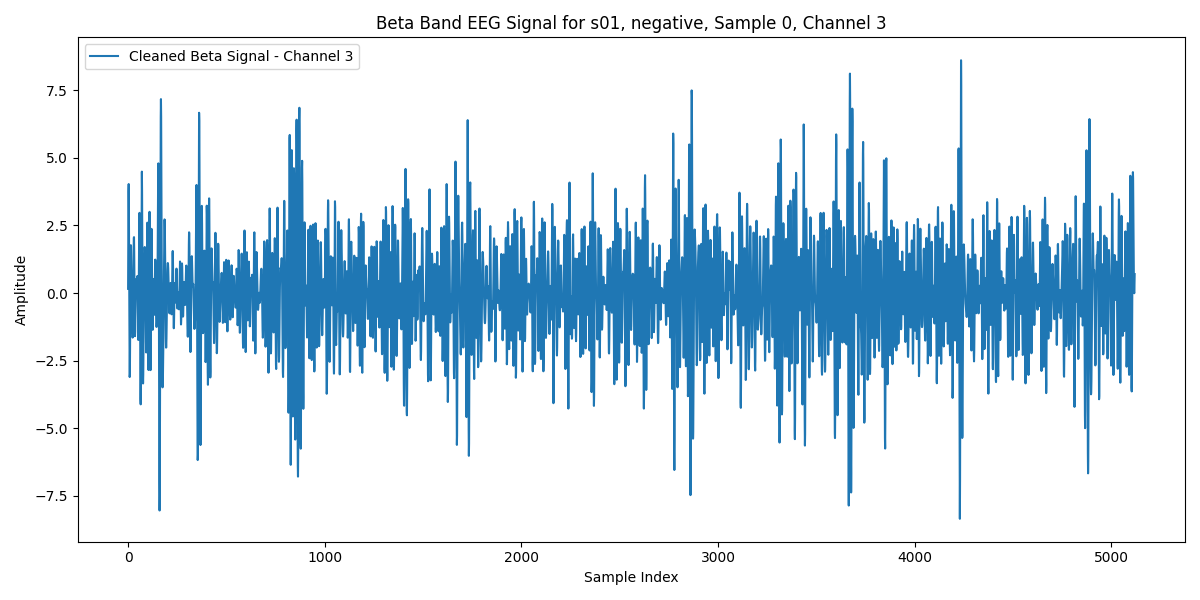 Beta Band EEG Signal for s01, negative, Sample 0, Channel 3
Cleaned Beta Signal - Channel 3
7.5
5.0
2.5
0.0
−2.5
−5.0
−7.5
Amplitude
0 1000 2000 3000 4000 5000
Sample Index